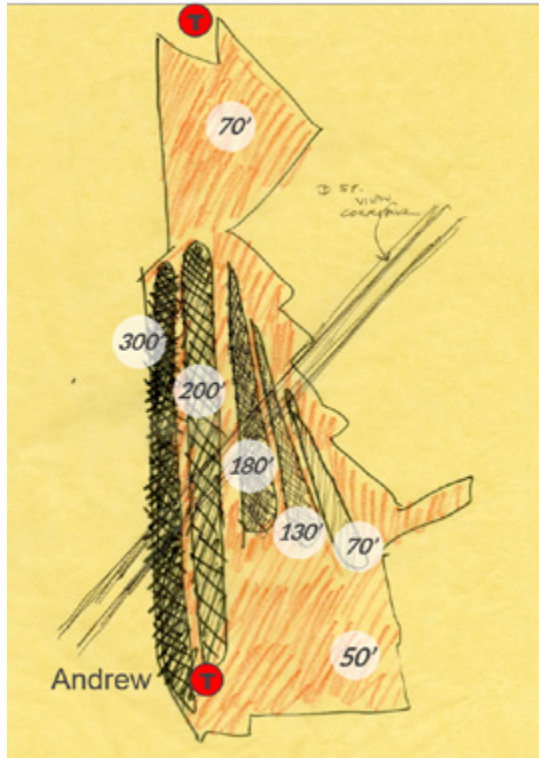 T
70'
D ST.
VIEW
CORRIDOR
300'
200'
180'
130'
70'
50'
Andrew
T